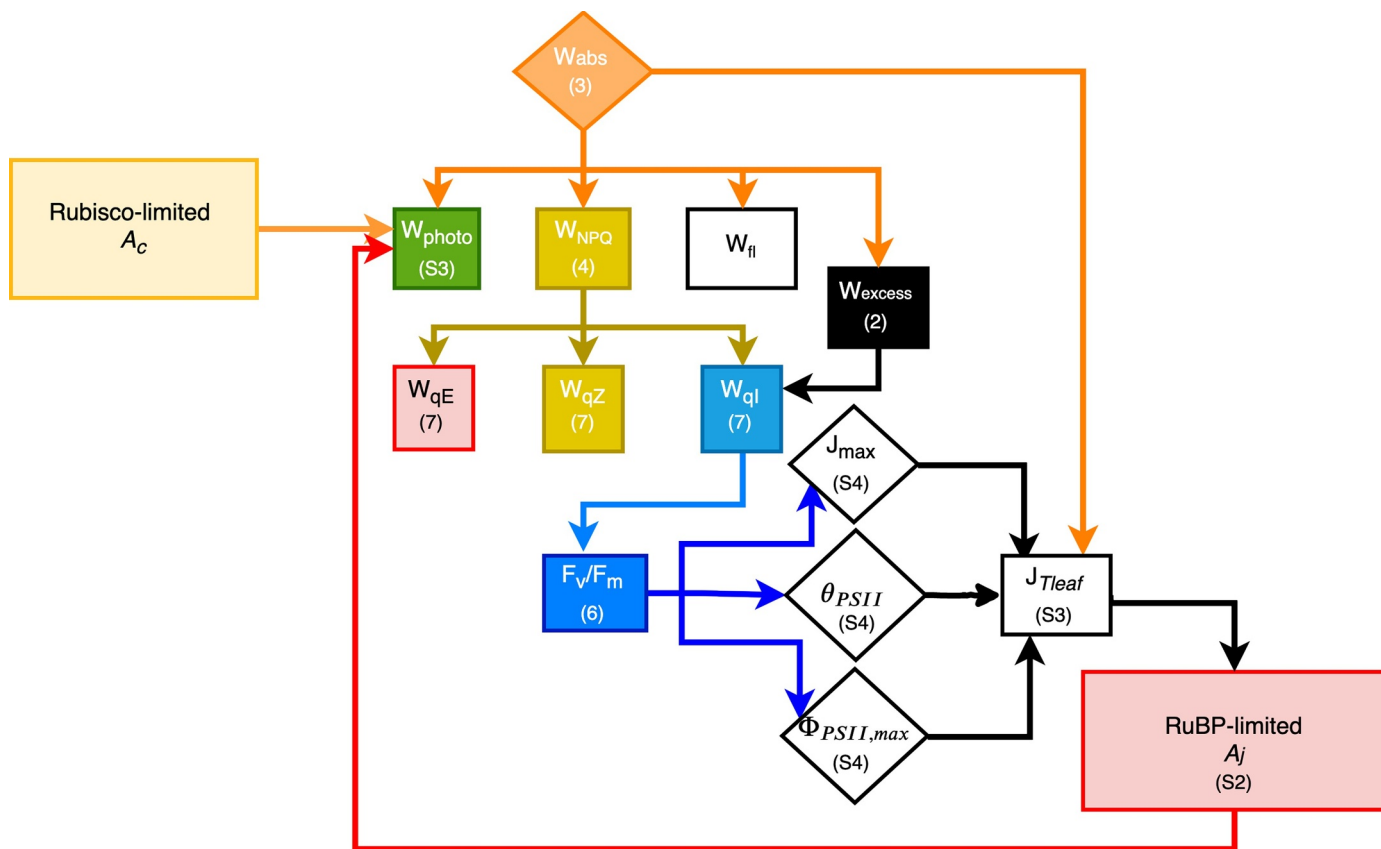 Wabs
(3)
Rubisco-limited
Ac
Wphoto
(S3)
WNPQ
(4)
Wfl
Wexcess
(2)
WqE
(7)
WqZ
(7)
WqI
(7)
Jmax
(S4)
Fv/Fm
(6)
θPSII
(S4)
JTleaf
(S3)
ΦPSII,max
(S4)
RuBP-limited
Aj
(S2)